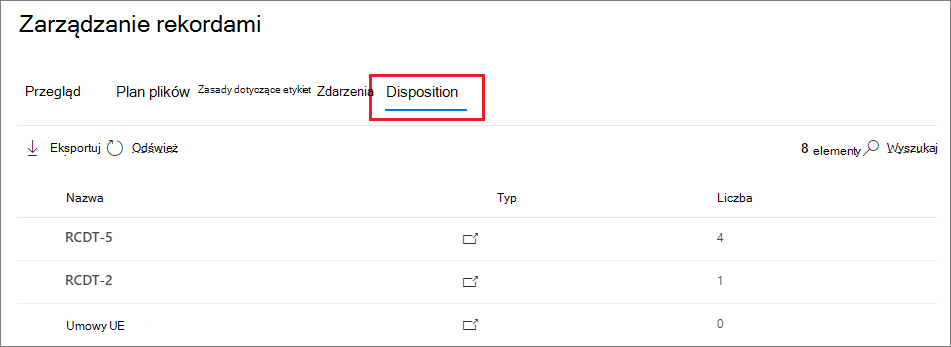 Zarządzanie rekordami
Przegląd Plan plików Zasady dotyczące etykiet Zdarzenia Disposition
Eksportuj Odśwież 8 elementy Wyszukaj
Nazwa Typ Liczba
RCDT-5 4
RCDT-2 1
Umowy UE 0